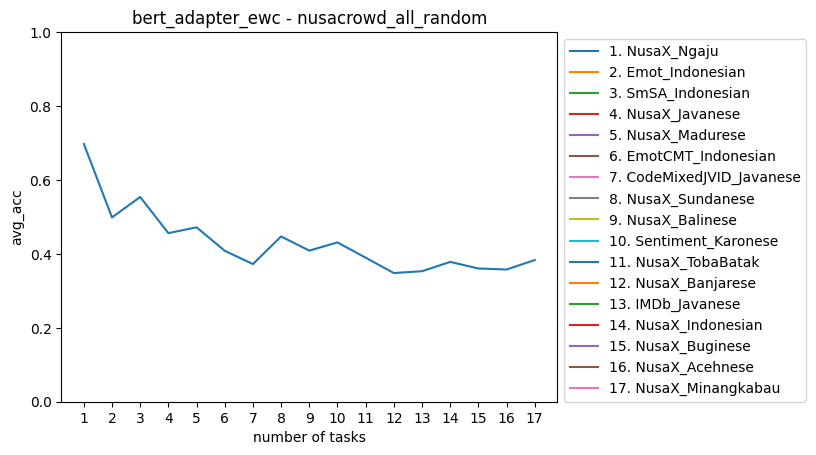 bert_adapter_ewc - nusacrowd_all_random
avg_acc
1.0
0.8
0.6
0.4
0.2
0.0
1 2 3 4 5 6 7 8 9 10 11 12 13 14 15 16 17
number of tasks
1. NusaX_Ngaju
2. Emot_Indonesian
3. SmSA_Indonesian
4. NusaX_Javanese
5. NusaX_Madurese
6. EmotCMT_Indonesian
7. CodeMixedJVID_Javanese
8. NusaX_Sundanese
9. NusaX_Balinese
10. Sentiment_Karonese
11. NusaX_TobaBatak
12. NusaX_Banjarese
13. IMDb_Javanese
14. NusaX_Indonesian
15. NusaX_Buginese
16. NusaX_Acehnese
17. NusaX_Minangkabau